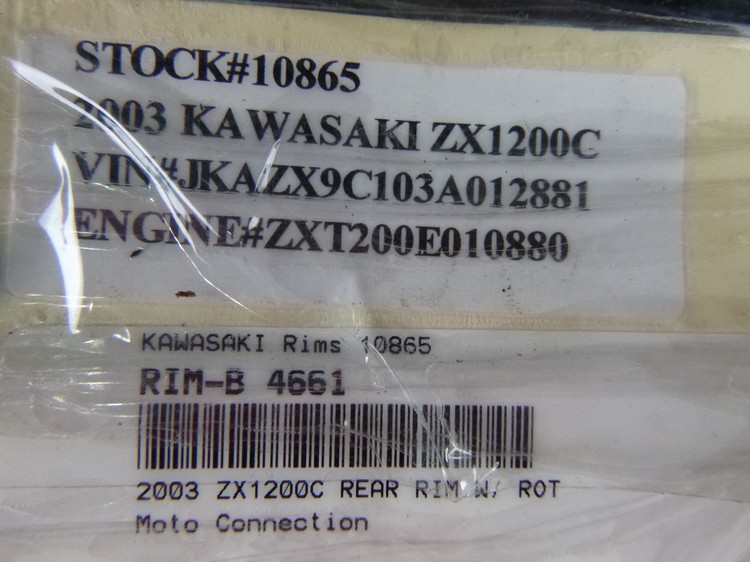 STOCK#10865
2003 KAWASAKI ZX1200C
VIN#JKAZX9C103A012881
ENGINE#ZXT200E010880
KAWASAKI Rims 10865
RIM-B 4661
2003 ZX1200C REAR RIM W/ ROT
Moto Connection